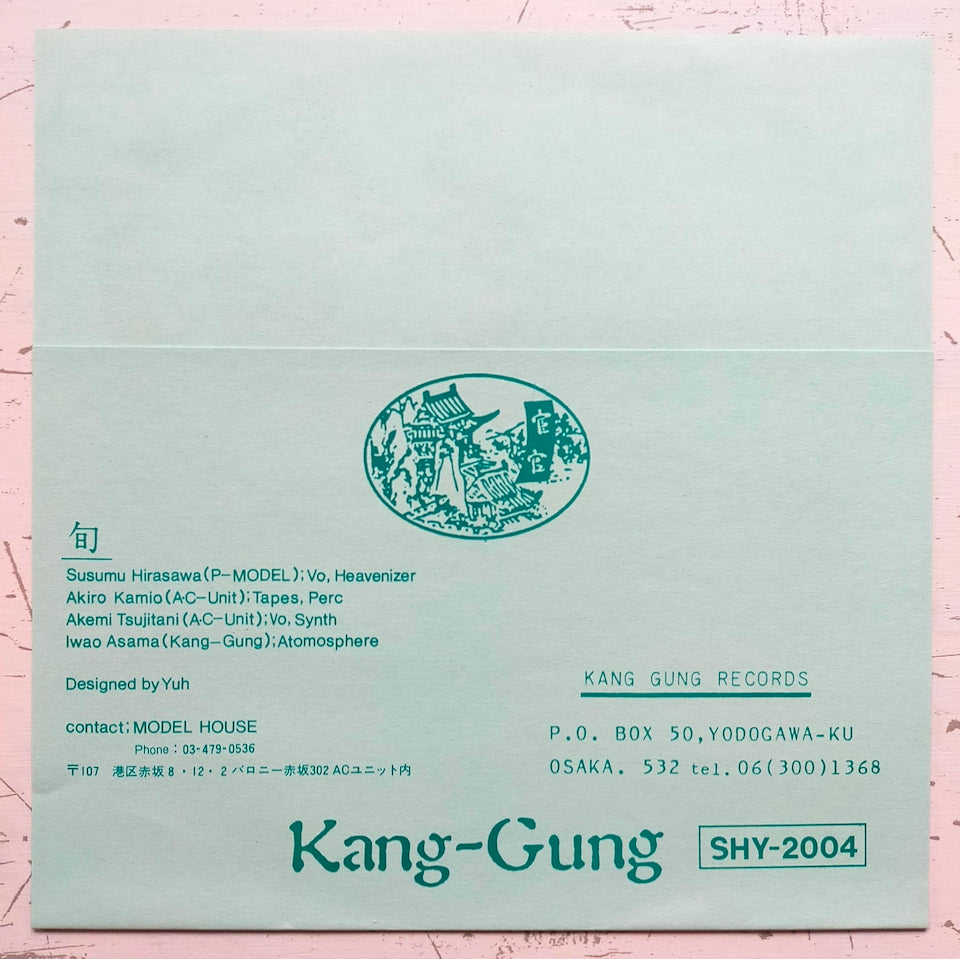 官
官
旬
Susumu Hirasawa(P-MODEL);Vo, Heavenizer
Akiro Kamio(A·C-Unit);Tapes, Perc
Akemi Tsujitani(A·C-Unit);Vo, Synth
Iwao Asama(Kang-Gung);Atomosphere
Designed by Yuh
contact; MODEL HOUSE
Phone : 03-479-0536
〒107 港区赤坂8・12・2 バロニー赤坂302 ACユニット内
KANG GUNG RECORDS
P.O. BOX 50,YODOGAWA-KU
OSAKA. 532 tel. 06(300)1368
Kang-Gung
SHY-2004